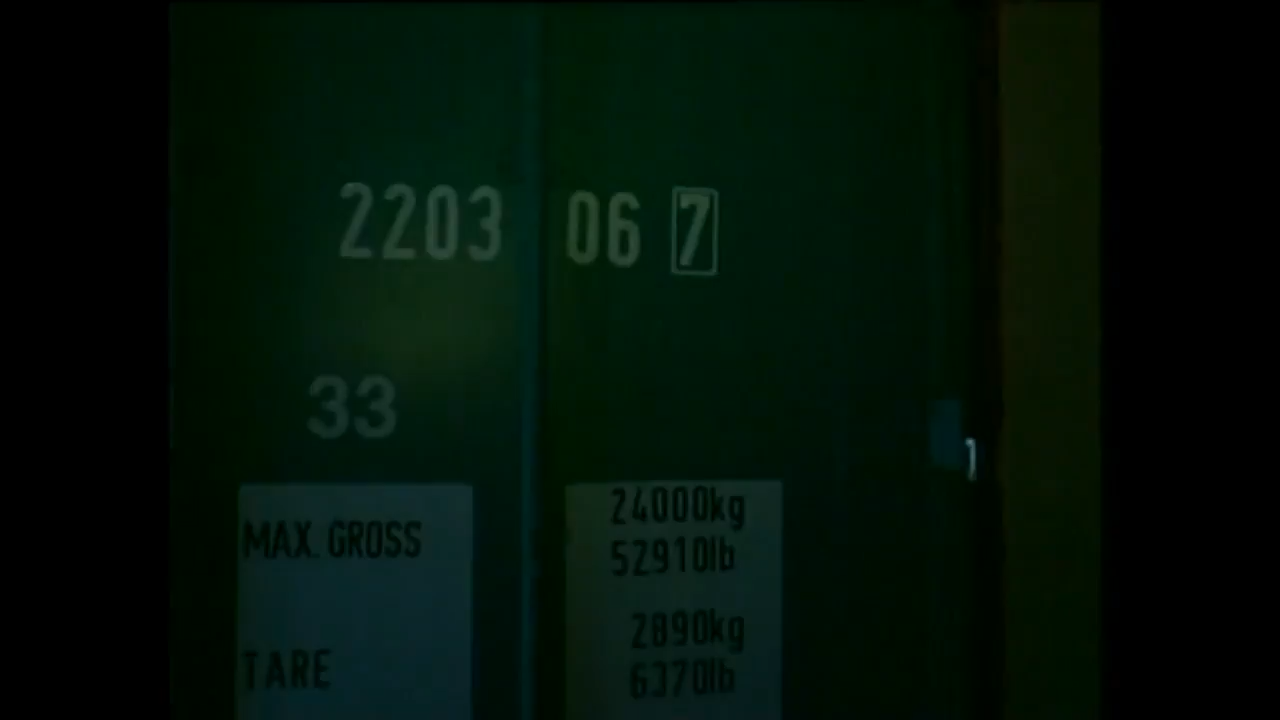 2203 06 7
33
MAX. GROSS 24000kg
52910lb
TARE 2890kg
6370lb